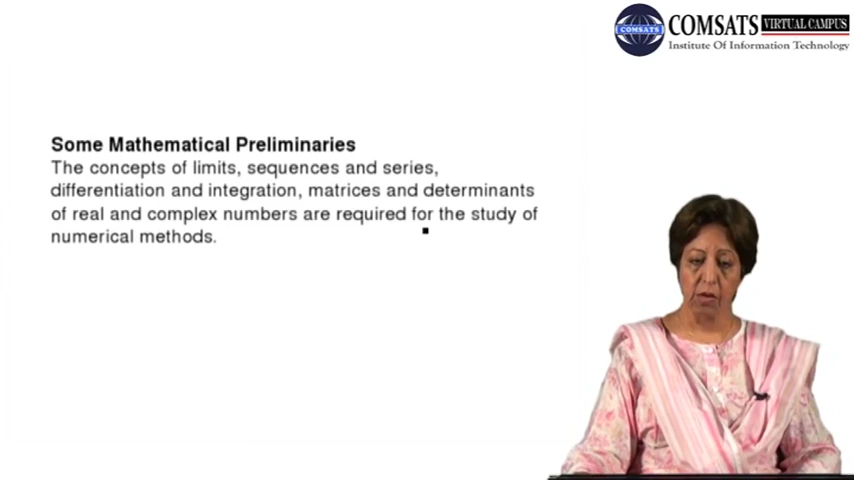 COMSATS
COMSATS VIRTUAL CAMPUS
Institute Of Information Technology
Some Mathematical Preliminaries
The concepts of limits, sequences and series,
differentiation and integration, matrices and determinants
of real and complex numbers are required for the study of
numerical methods.